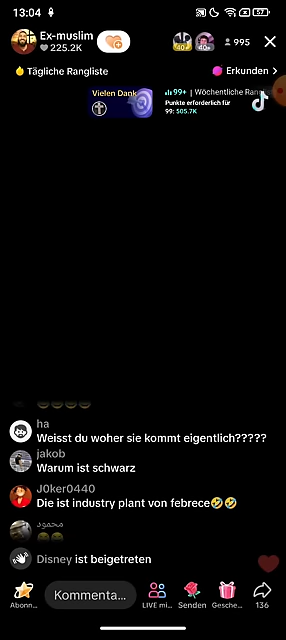 13:04
57
Ex-muslim
225.2K
40+
40+
995
Tägliche Rangliste
Erkunden
Vielen Dank
99+ | Wöchentliche Rangli
Punkte erforderlich für
99: 505.7K
ha
Weisst du woher sie kommt eigentlich?????
jakob
Warum ist schwarz
J0ker0440
Die ist industry plant von febrece🤣🤣
محمود
😂😂
Disney ist beigetreten
Kommenta...
Abonn...
LIVE mi...
Senden
Gesche...
136